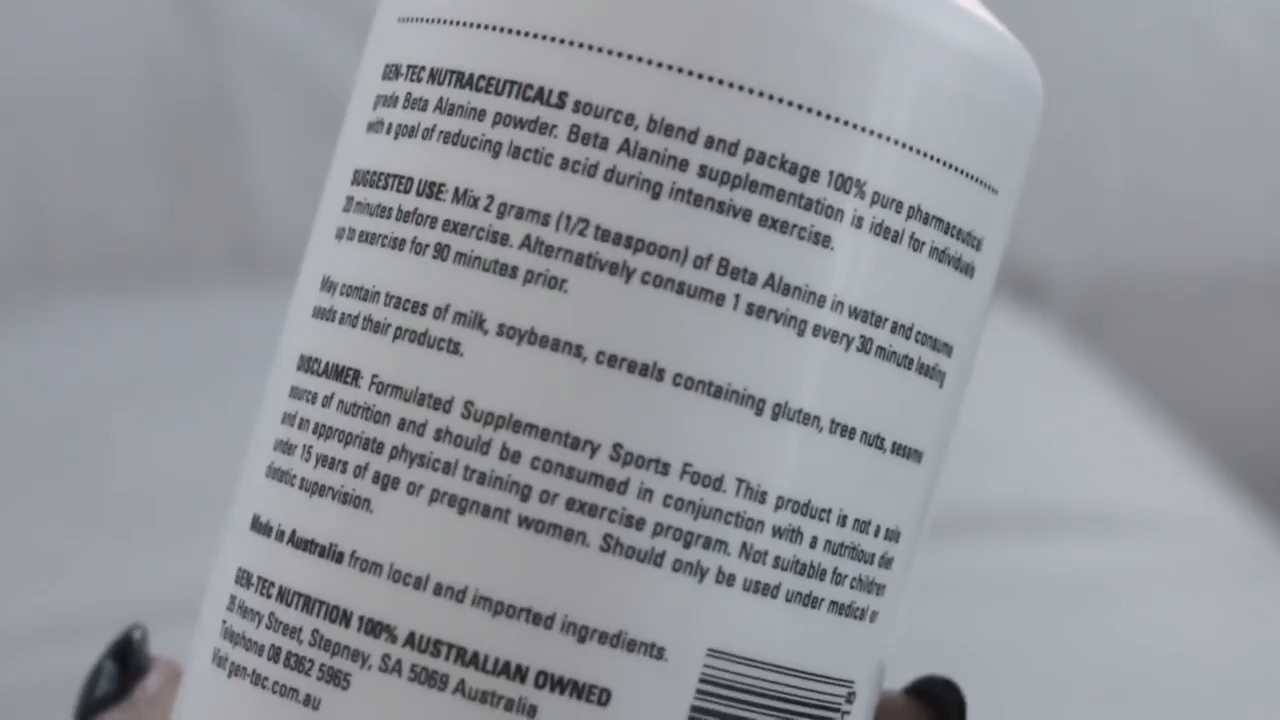 GEN-TEC NUTRACEUTICALS source, blend and package 100% pure pharmaceutical
grade Beta Alanine powder. Beta Alanine supplementation is ideal for individuals
with a goal of reducing lactic acid during intensive exercise.
SUGGESTED USE: Mix 2 grams (1/2 teaspoon) of Beta Alanine in water and consume
20 minutes before exercise. Alternatively consume 1 serving every 30 minute leading
up to exercise for 90 minutes prior.
May contain traces of milk, soybeans, cereals containing gluten, tree nuts, sesame
seeds and their products.
DISCLAIMER: Formulated Supplementary Sports Food. This product is not a sole
source of nutrition and should be consumed in conjunction with a nutritious diet
and an appropriate physical training or exercise program. Not suitable for children
under 15 years of age or pregnant women. Should only be used under medical or
dietetic supervision.
Made in Australia from local and imported ingredients.
GEN-TEC NUTRITION 100% AUSTRALIAN OWNED
Henry Street, Stepney, SA 5069 Australia
Telephone 08 8362 5965
Visit gen-tec.com.au